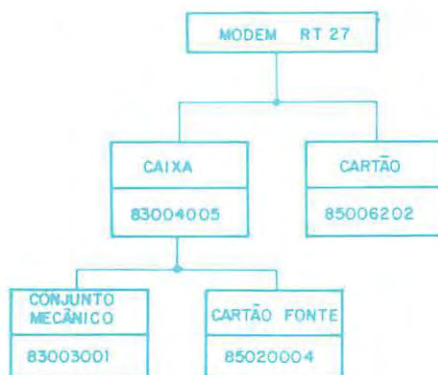 MODEM RT 27
CAIXA
83004005
CARTÃO
85006202
CONJUNTO
MECÂNICO
83003001
CARTÃO FONTE
85020004